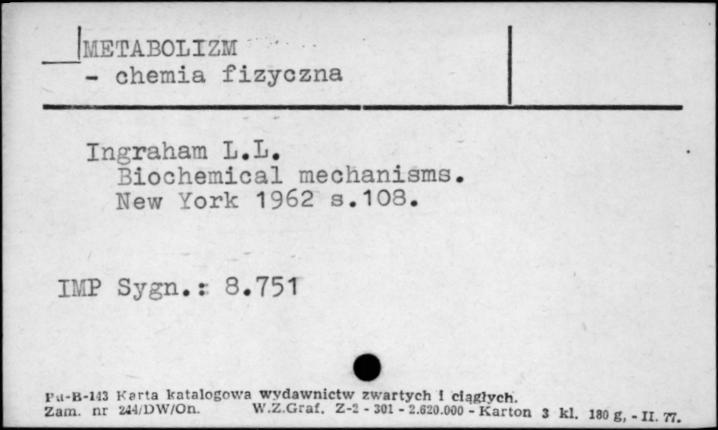 METABOLIZM
- chemia fizyczna
Ingraham L.L.
Biochemical mechanisms.
New York 1962 s.108.
IMP Sygn.: 8.751
Pu-B-143 Karta katalogowa wydawnictw zwartych i ciągłych.
Zam. nr 244/DW/On. W.Z.Graf. Z-2 - 301 - 2.620.000 - Karton 3 kl. 180 g, - II. 77.